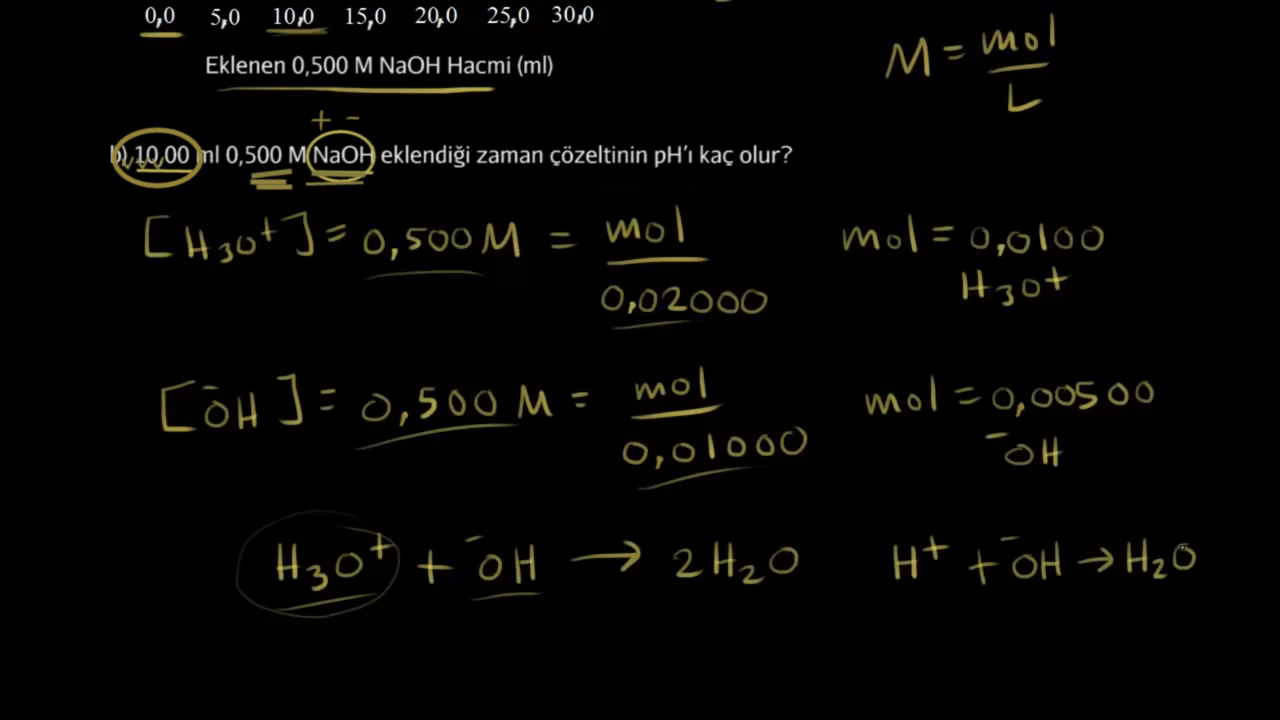 0,0 5,0 10,0 15,0 20,0 25,0 30,0
Eklenen 0,500 M NaOH Hacmi (ml)
M = mol / L
+ -
b) 10,00 ml 0,500 M NaOH eklendiği zaman çözeltinin pH'ı kaç olur?
[H₃O⁺] = 0,500 M = mol / 0,02000 mol = 0,0100
H₃O⁺
[⁻OH] = 0,500 M = mol / 0,01000 mol = 0,00500
⁻OH
H₃O⁺ + ⁻OH → 2H₂O H⁺ + ⁻OH → H₂O